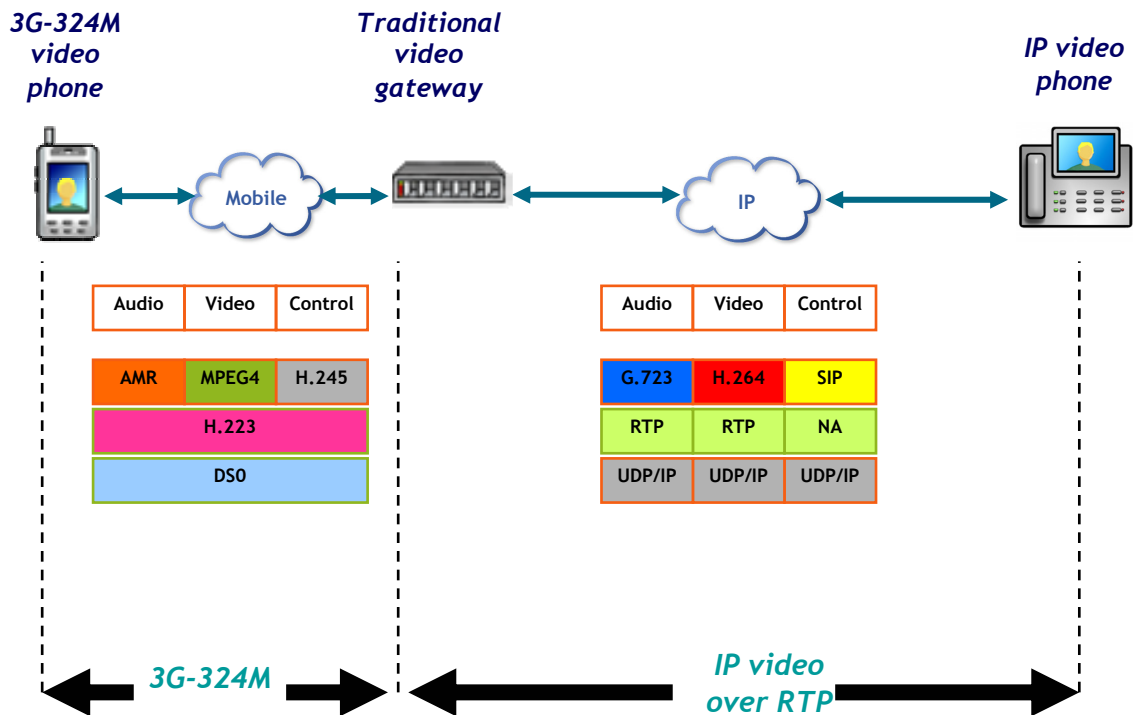 3G-324M
video
phone
Traditional
video
gateway
IP video
phone
Mobile
IP
Audio Video Control
AMR MPEG4 H.245
H.223
DS0
Audio Video Control
G.723 H.264 SIP
RTP RTP NA
UDP/IP UDP/IP UDP/IP
3G-324M
IP video
over RTP